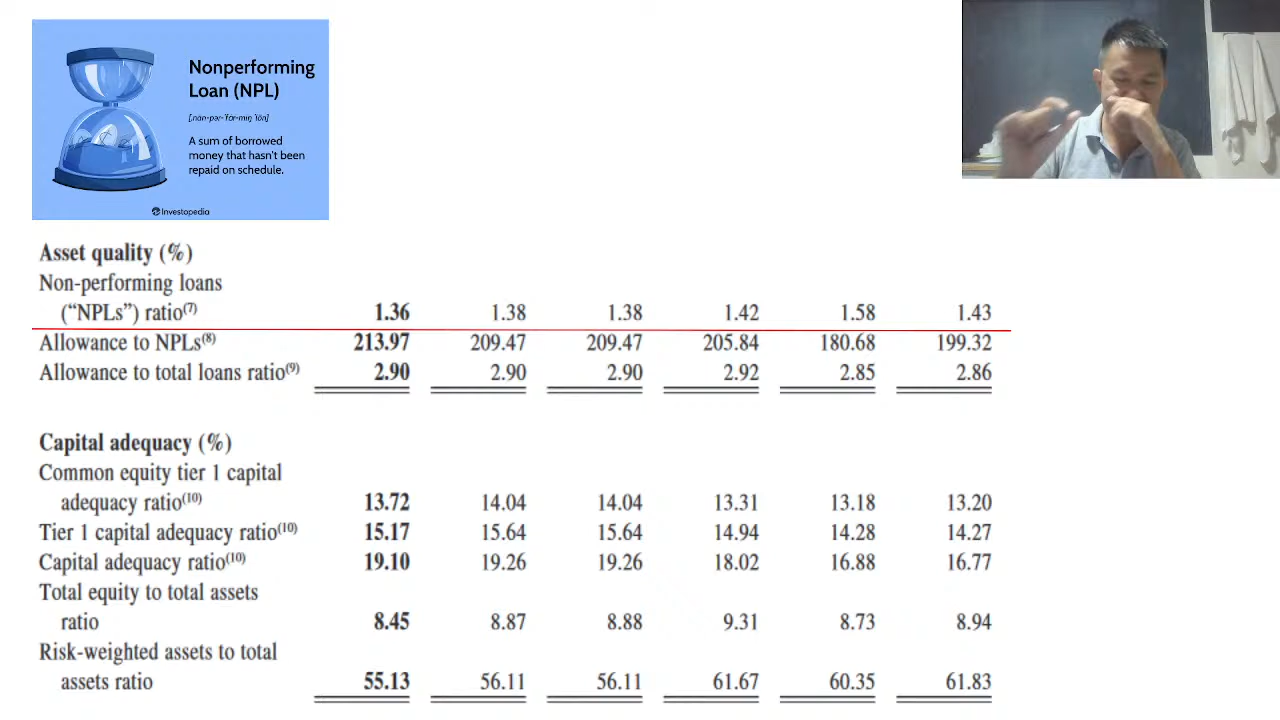 Nonperforming
Loan (NPL)
[ˌnän-pər-ˈfȯr-miŋ ˈlōn]
A sum of borrowed
money that hasn't been
repaid on schedule.
Investopedia
Asset quality (%)
Non-performing loans
(“NPLs”) ratio(7) 1.36 1.38 1.38 1.42 1.58 1.43
Allowance to NPLs(8) 213.97 209.47 209.47 205.84 180.68 199.32
Allowance to total loans ratio(9) 2.90 2.90 2.90 2.92 2.85 2.86
Capital adequacy (%)
Common equity tier 1 capital
adequacy ratio(10) 13.72 14.04 14.04 13.31 13.18 13.20
Tier 1 capital adequacy ratio(10) 15.17 15.64 15.64 14.94 14.28 14.27
Capital adequacy ratio(10) 19.10 19.26 19.26 18.02 16.88 16.77
Total equity to total assets
ratio 8.45 8.87 8.88 9.31 8.73 8.94
Risk-weighted assets to total
assets ratio 55.13 56.11 56.11 61.67 60.35 61.83